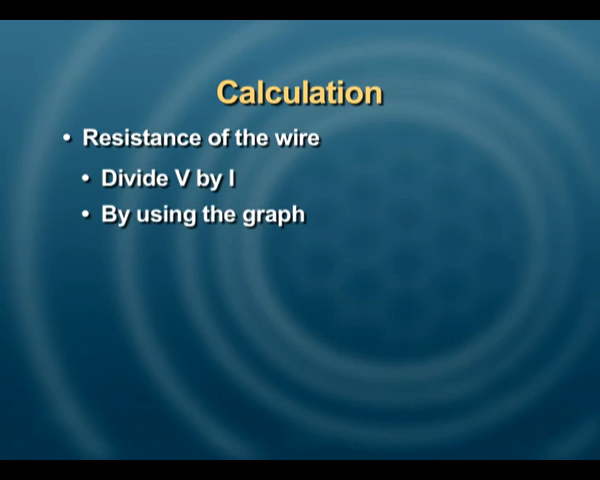 Calculation
• Resistance of the wire
• Divide V by I
• By using the graph